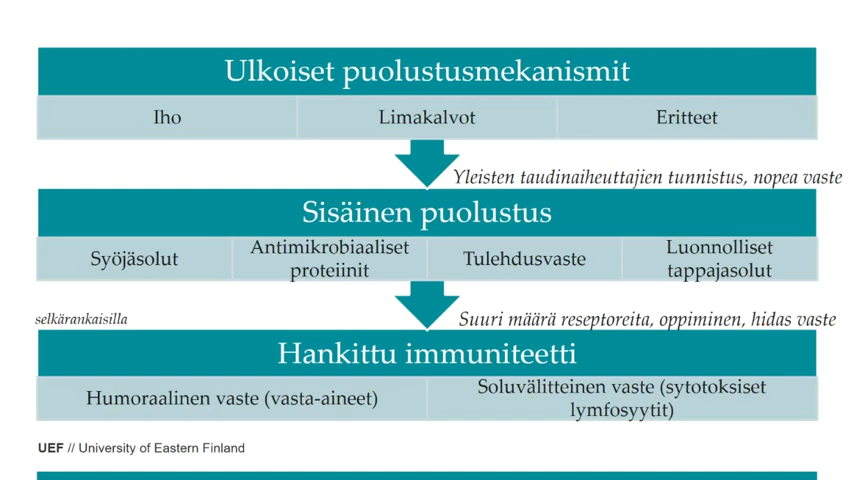 Ulkoiset puolustusmekanismit
Iho
Limakalvot
Eritteet
Yleisten taudinaiheuttajien tunnistus, nopea vaste
Sisäinen puolustus
Syöjäsolut
Antimikrobiaaliset
proteiinit
Tulehdusvaste
Luonnolliset
tappajasolut
selkärankaisilla
Suuri määrä reseptoreita, oppiminen, hidas vaste
Hankittu immuniteetti
Humoraalinen vaste (vasta-aineet)
Soluvälitteinen vaste (sytotoksiset
lymfosyytit)
UEF // University of Eastern Finland